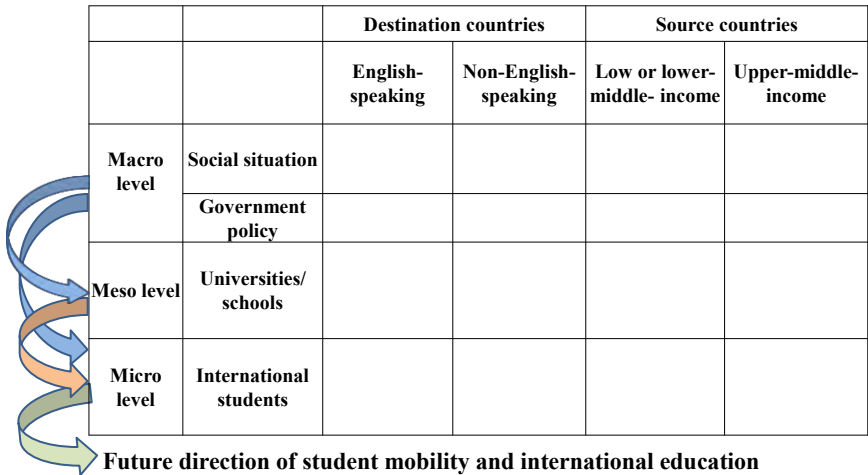 Destination countries Source countries
English- Non-English- Low or lower- Upper-middle-
speaking speaking middle- income income
Macro Social situation
level
Government
policy
Meso level Universities/
schools
Micro International
level students
Future direction of student mobility and international education